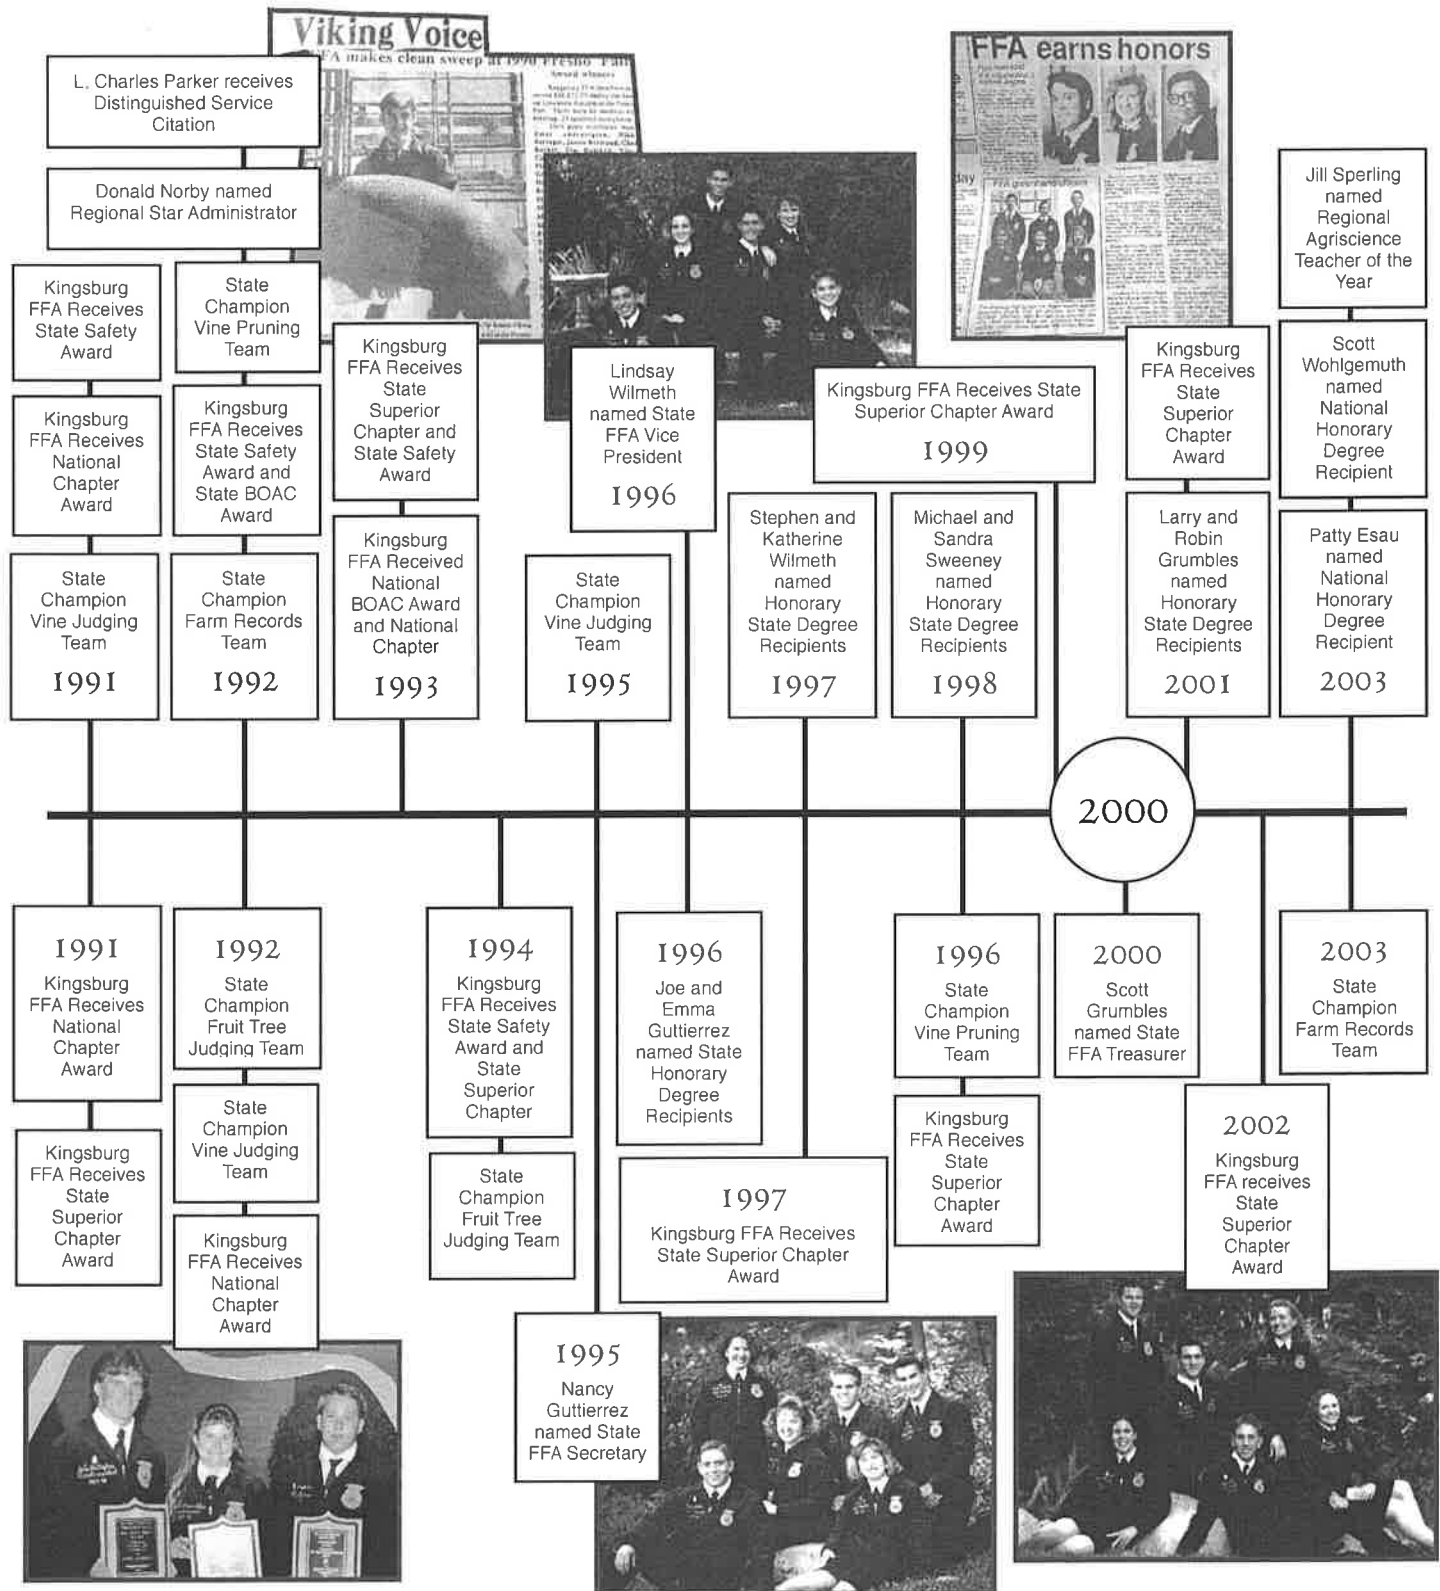 Viking Voice
FFA makes clean sweep at 1990 Fresno Fair
Award winners
FFA earns honors
L. Charles Parker receives
Distinguished Service
Citation
Donald Norby named
Regional Star Administrator
Kingsburg
FFA Receives
State Safety
Award
Kingsburg
FFA Receives
National
Chapter
Award
State
Champion
Vine Judging
Team
1991
State
Champion
Vine Pruning
Team
Kingsburg
FFA Receives
State Safety
Award and
State BOAC
Award
State
Champion
Farm Records
Team
1992
Kingsburg
FFA Receives
State
Superior
Chapter and
State Safety
Award
Kingsburg
FFA Received
National
BOAC Award
and National
Chapter
1993
State
Champion
Vine Judging
Team
1995
Lindsay
Wilmeth
named State
FFA Vice
President
1996
Stephen and
Katherine
Wilmeth
named
Honorary
State Degree
Recipients
1997
Kingsburg FFA Receives State
Superior Chapter Award
1999
Michael and
Sandra
Sweeney
named
Honorary
State Degree
Recipients
1998
Kingsburg
FFA Receives
State
Superior
Chapter
Award
Larry and
Robin
Grumbles
named
Honorary
State Degree
Recipients
2001
Jill Sperling
named
Regional
Agriscience
Teacher of the
Year
Scott
Wohlgemuth
named
National
Honorary
Degree
Recipient
Patty Esau
named
National
Honorary
Degree
Recipient
2003
2000
1991
Kingsburg
FFA Receives
National
Chapter
Award
Kingsburg
FFA Receives
State
Superior
Chapter
Award
1992
State
Champion
Fruit Tree
Judging Team
State
Champion
Vine Judging
Team
Kingsburg
FFA Receives
National
Chapter
Award
1994
Kingsburg
FFA Receives
State Safety
Award and
State
Superior
Chapter
State
Champion
Fruit Tree
Judging Team
1995
Nancy
Guttierrez
named State
FFA Secretary
1996
Joe and
Emma
Guttierrez
named State
Honorary
Degree
Recipients
1997
Kingsburg FFA Receives
State Superior Chapter
Award
1996
State
Champion
Vine Pruning
Team
Kingsburg
FFA Receives
State
Superior
Chapter
Award
2000
Scott
Grumbles
named State
FFA Treasurer
2002
Kingsburg
FFA receives
State
Superior
Chapter
Award
2003
State
Champion
Farm Records
Team